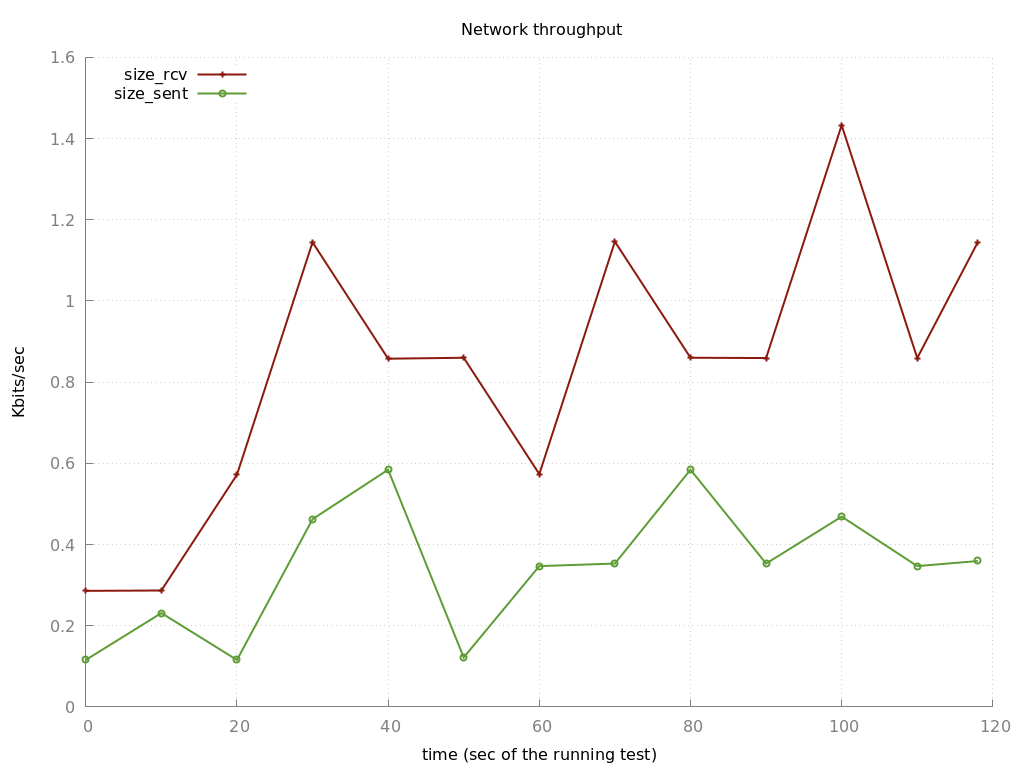 Network throughput
1.6
1.4
1.2
1
0.8
0.6
0.4
0.2
0
size_rcv
size_sent
Kbits/sec
0 20 40 60 80 100 120
time (sec of the running test)